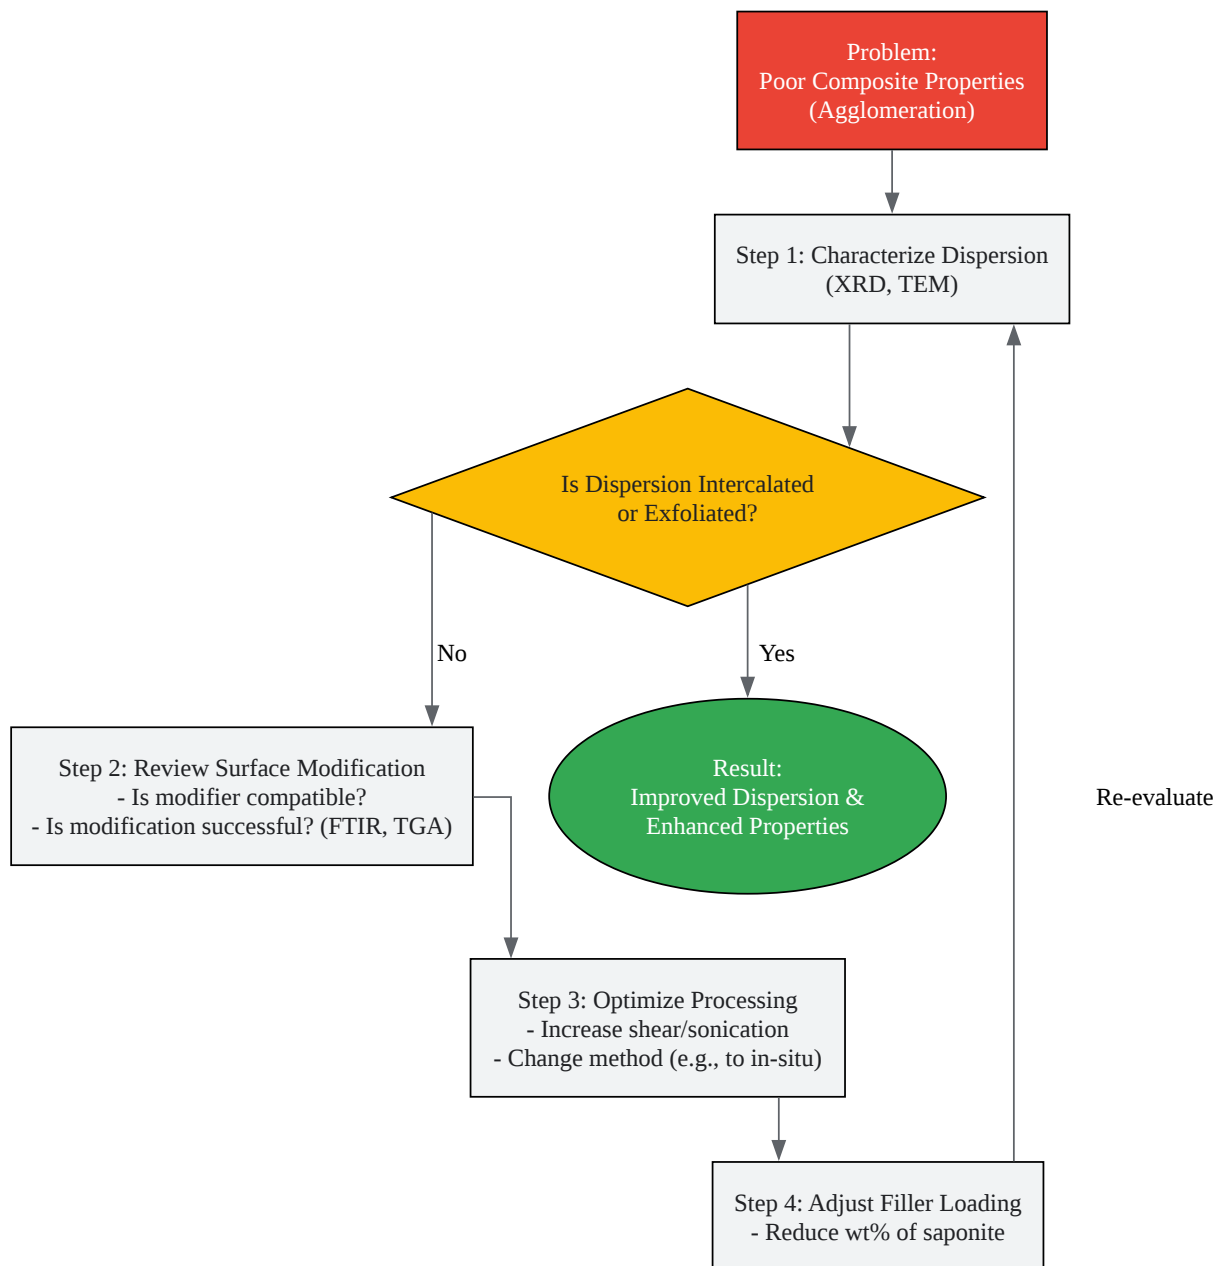 Problem:
Poor Composite Properties
(Agglomeration)
Step 1: Characterize Dispersion
(XRD, TEM)
Is Dispersion Intercalated
or Exfoliated?
No
Yes
Step 2: Review Surface Modification
- Is modifier compatible?
- Is modification successful? (FTIR, TGA)
Result:
Improved Dispersion &
Enhanced Properties
Re-evaluate
Step 3: Optimize Processing
- Increase shear/sonication
- Change method (e.g., to in-situ)
Step 4: Adjust Filler Loading
- Reduce wt% of saponite